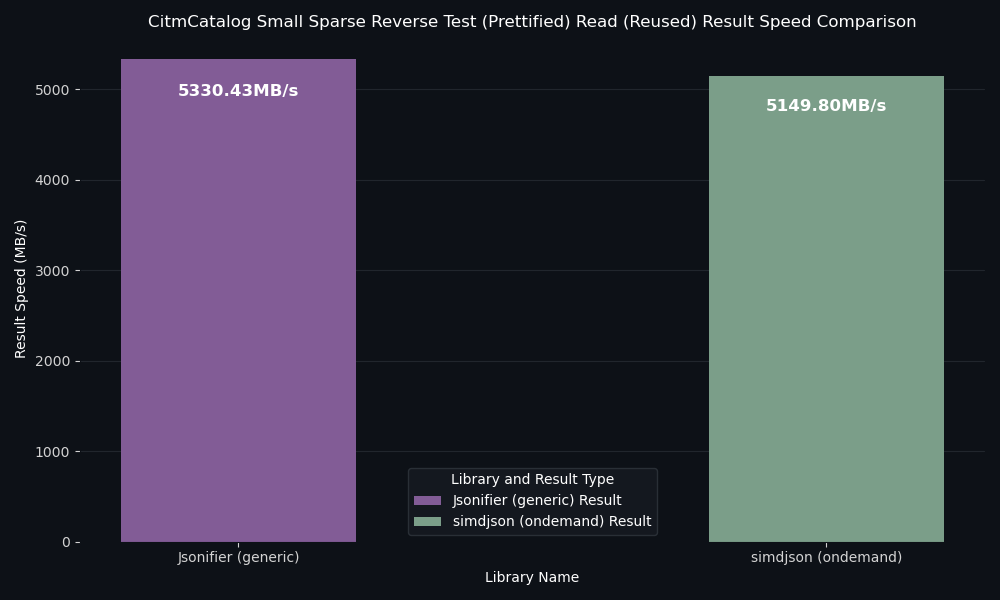 CitmCatalog Small Sparse Reverse Test (Prettified) Read (Reused) Result Speed Comparison
Result Speed (MB/s)
5000
4000
3000
2000
1000
0
5330.43MB/s
5149.80MB/s
Library and Result Type
Jsonifier (generic) Result
simdjson (ondemand) Result
Jsonifier (generic)
simdjson (ondemand)
Library Name